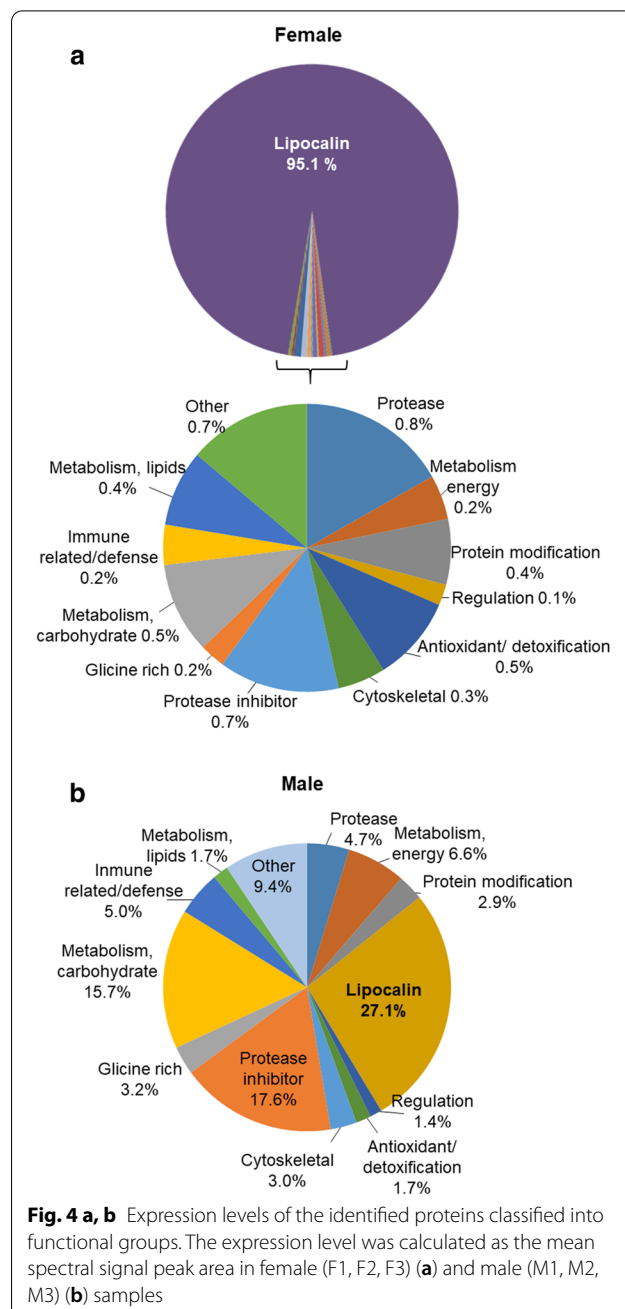 Female
a
Lipocalin
95.1 %
Other
0.7%
Protease
0.8%
Metabolism, lipids
0.4%
Metabolism
energy
0.2%
Immune
related/defense
0.2%
Protein modification
0.4%
Regulation 0.1%
Metabolism,
carbohydrate 0.5%
Antioxidant/ detoxification
0.5%
Glicine rich 0.2%
Cytoskeletal 0.3%
Protease inhibitor
0.7%
b
Male
Metabolism,
lipids 1.7%
Other
9.4%
Protease
4.7%
Metabolism,
energy 6.6%
Inmune
related/defense
5.0%
Protein modification
2.9%
Metabolism,
carbohydrate
15.7%
Lipocalin
27.1%
Glicine rich
3.2%
Protease
inhibitor
17.6%
Regulation
1.4%
Cytoskeletal
3.0%
Antioxidant/
detoxification
1.7%
Fig. 4 a, b Expression levels of the identified proteins classified into
functional groups. The expression level was calculated as the mean
spectral signal peak area in female (F1, F2, F3) (a) and male (M1, M2,
M3) (b) samples